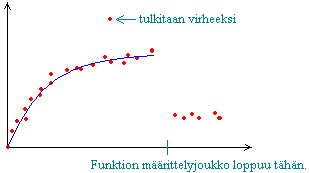 tulkitaan virheeksi
Funktion määrittelyjoukko loppuu tähän.